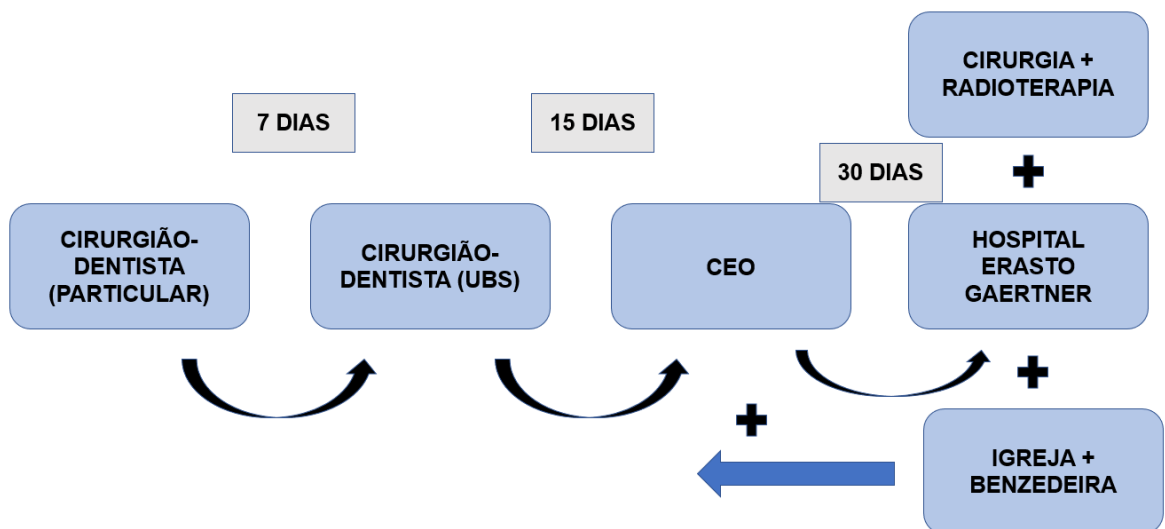 CIRURGIA +
RADIOTERAPIA
7 DIAS
15 DIAS
30 DIAS
CIRURGIÃO-
DENTISTA
(PARTICULAR)
CIRURGIÃO-
DENTISTA (UBS)
CEO
HOSPITAL
ERASTO
GAERTNER
IGREJA +
BENZEDEIRA